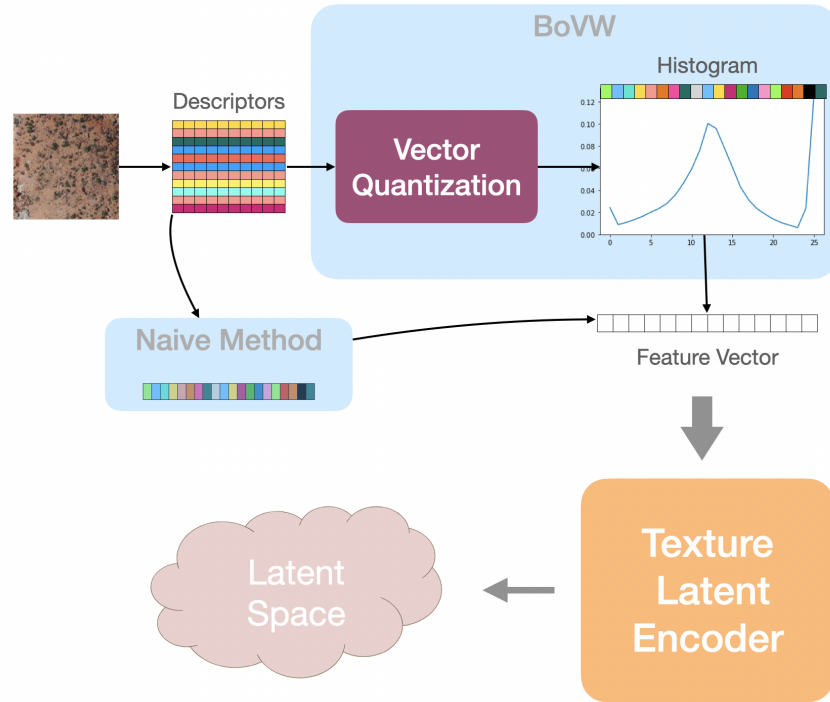 BoVW
Histogram
Descriptors
0.12
0.10
0.08
0.06
0.04
0.02
0.00
0
5
10
15
20
25
Vector
Quantization
Naive Method
Feature Vector
Texture
Latent
Encoder
Latent
Space